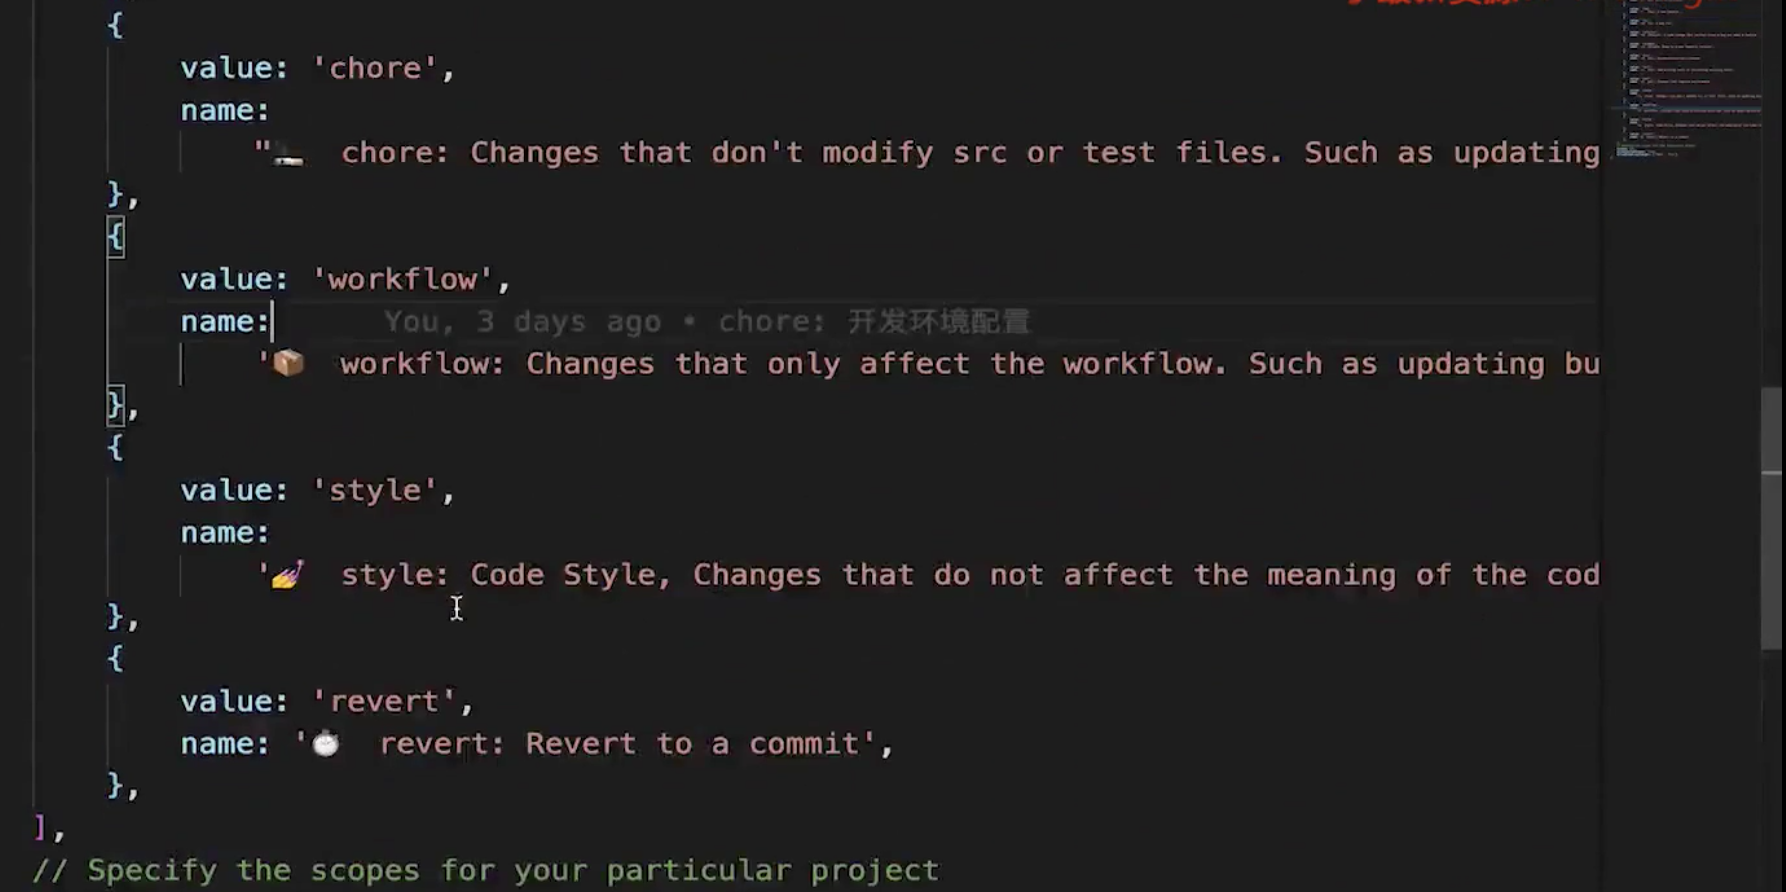 {
value: 'chore',
name:
"🚬 chore: Changes that don't modify src or test files. Such as updating
},
{
value: 'workflow',
name: You, 3 days ago • chore: 开发环境配置
'📦 workflow: Changes that only affect the workflow. Such as updating bu
},
{
value: 'style',
name:
'💅 style: Code Style, Changes that do not affect the meaning of the cod
},
{
value: 'revert',
name: '⏱ revert: Revert to a commit',
},
],
// Specify the scopes for your particular project